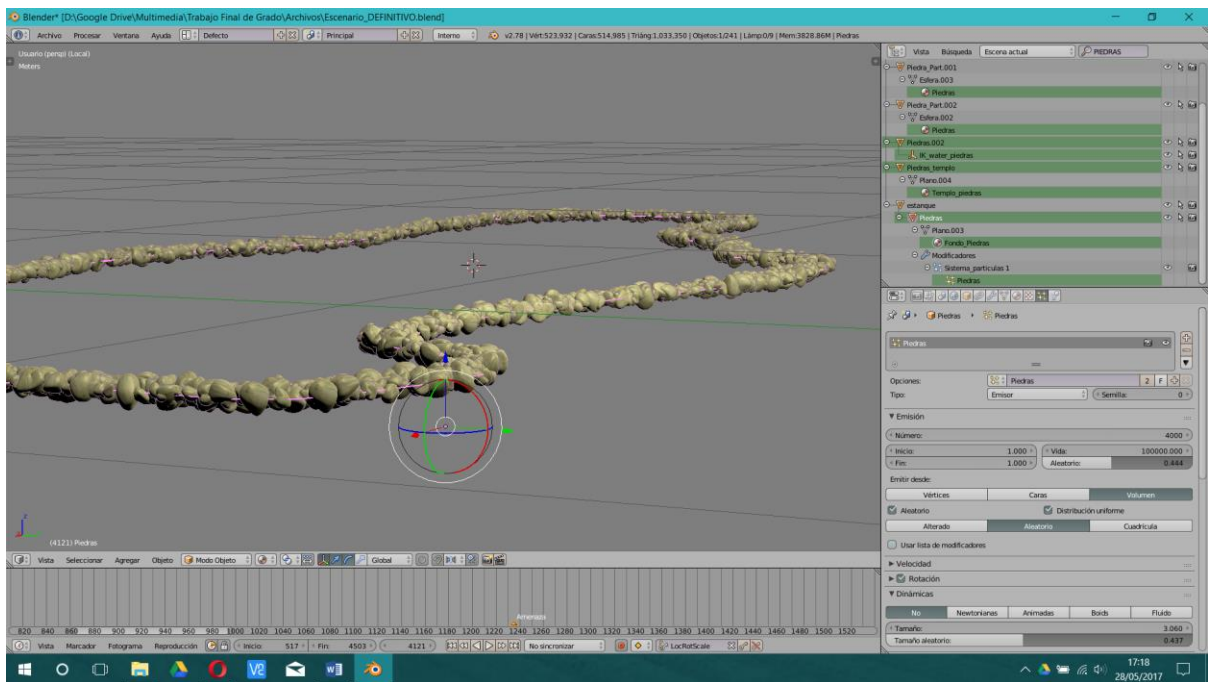 Blender* [D:\Google Drive\Multimedia\Trabajo Final de Grado\Archivos\Escenario_DEFINITIVO.blend]
Archivo Procesar Ventana Ayuda Defecto Principal Interno v2.78 | Vért:523,932 | Caras:514,985 | Triáng:1,033,350 | Objetos:1/241 | Lámp:0/9 | Mem:3828.86M | Piedras
Usuario (persp) (Local)
Meters
Vista Búsqueda Escena actual PIEDRAS
Piedra_Part.001
Esfera.003
Piedras
Piedra_Part.002
Esfera.002
Piedras
Piedras.002
IK_water_piedras
Piedras_templo
Plano.004
Templo_piedras
estanque
Piedras
Plano.003
Fondo_Piedras
Modificadores
Sistema_particulas 1
Piedras
Piedras Piedras
Piedras
Opciones: Piedras 2 F
Tipo: Emisor Semilla: 0
Emisión
Número: 4000
Inicio: 1.000 Vida: 100000.000
Fin: 1.000 Aleatorio: 0.444
Emitir desde:
Vértices Caras Volumen
Aleatorio Distribución uniforme
Alterado Aleatorio Cuadrícula
Usar lista de modificadores
Velocidad
Rotación
Dinámicas
No Newtonianas Animadas Boids Fluido
Tamaño: 3.060
Tamaño aleatorio: 0.437
z
(4121) Piedras
Vista Seleccionar Agregar Objeto Modo Objeto Global
Amenaza
820 840 860 880 900 920 940 960 980 1000 1020 1040 1060 1080 1100 1120 1140 1160 1180 1200 1220 1240 1260 1280 1300 1320 1340 1360 1380 1400 1420 1440 1460 1480 1500 1520
Vista Marcador Fotograma Reproducción Inicio 517 Fin: 4503 4121 No sincronizar LocRotScale
17:18
28/05/2017